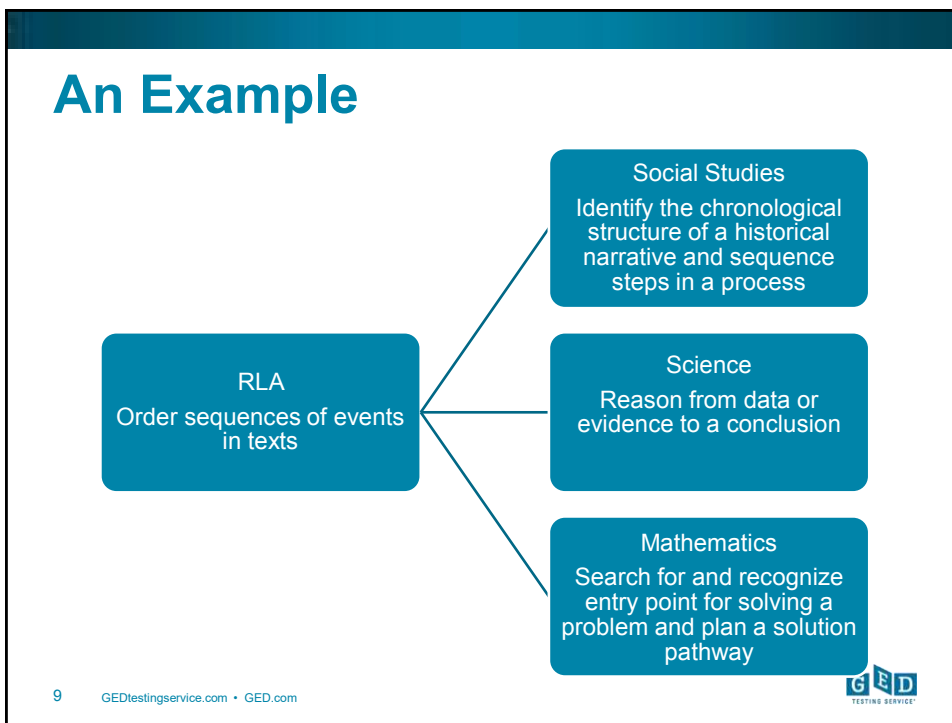 An Example
RLA
Order sequences of events
in texts
Social Studies
Identify the chronological
structure of a historical
narrative and sequence
steps in a process
Science
Reason from data or
evidence to a conclusion
Mathematics
Search for and recognize
entry point for solving a
problem and plan a solution
pathway
9 GEDtestingservice.com • GED.com
GED
TESTING SERVICE